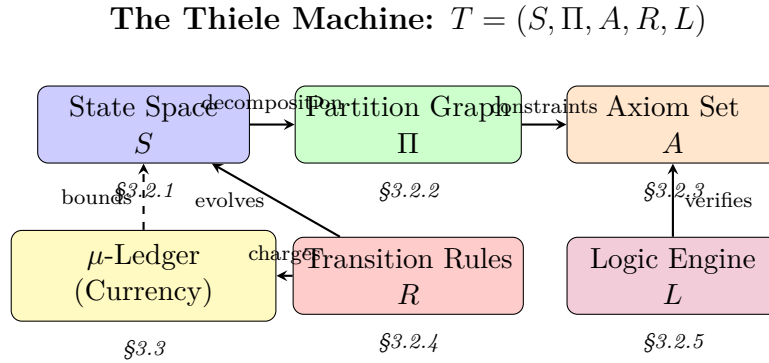 The Thiele Machine: T = (S, Π, A, R, L)
State Space
S
decomposition
Partition Graph
Π
constraints
Axiom Set
A
§3.2.1
§3.2.2
§3.2.3
bounds
evolves
verifies
μ-Ledger
(Currency)
charges
Transition Rules
R
Logic Engine
L
§3.3
§3.2.4
§3.2.5